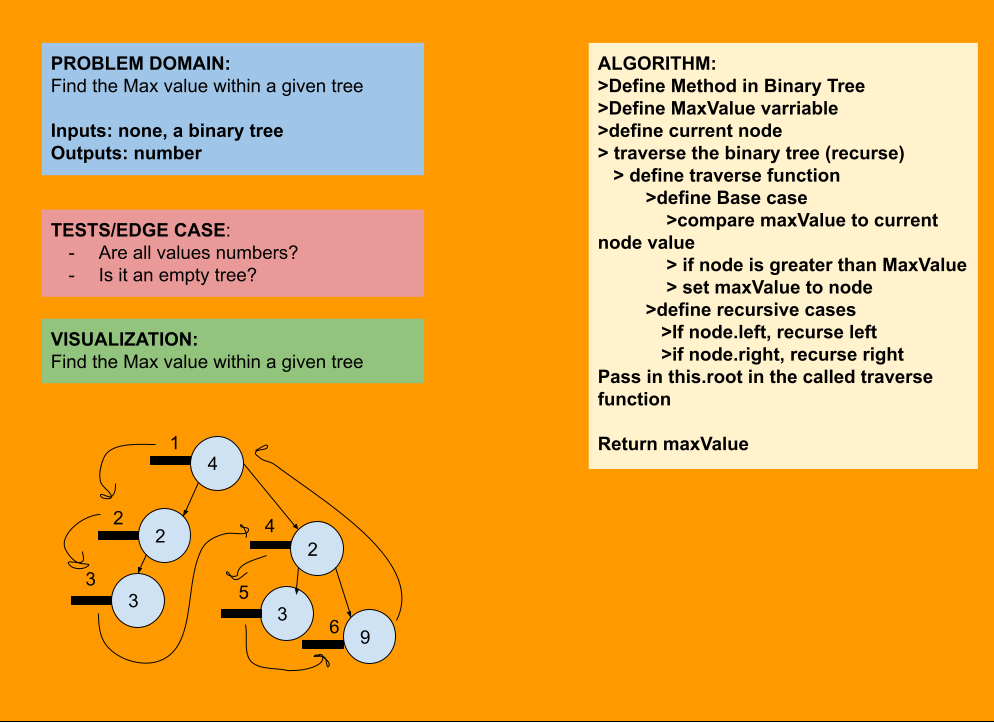 PROBLEM DOMAIN:
Find the Max value within a given tree
Inputs: none, a binary tree
Outputs: number
TESTS/EDGE CASE:
- Are all values numbers?
- Is it an empty tree?
VISUALIZATION:
Find the Max value within a given tree
1
4
2
2
3
3
4
2
5
3
6
9
ALGORITHM:
>Define Method in Binary Tree
>Define MaxValue varriable
>define current node
> traverse the binary tree (recurse)
> define traverse function
>define Base case
>compare maxValue to current
node value
> if node is greater than MaxValue
> set maxValue to node
>define recursive cases
>If node.left, recurse left
>if node.right, recurse right
Pass in this.root in the called traverse
function
Return maxValue